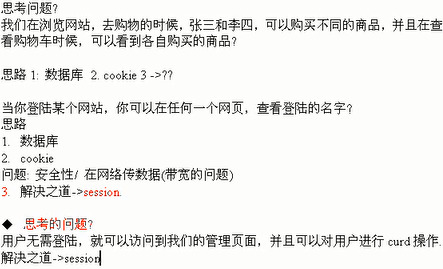 思考问题?
我们在浏览网站，去购物的时候，张三和李四，可以购买不同的商品，并且在查
看购物车时候，可以看到各自购买的商品?
思路 1: 数据库 2. cookie 3 ->??
当你登陆某个网站，你可以在任何一个网页，查看登陆的名字?
思路
1. 数据库
2. cookie
问题: 安全性/ 在网络传数据(带宽的问题)
3. 解决之道->session.
◆ 思考的问题?
用户无需登陆，就可以访问到我们的管理页面，并且可以对用户进行 curd 操作.
解决之道->session